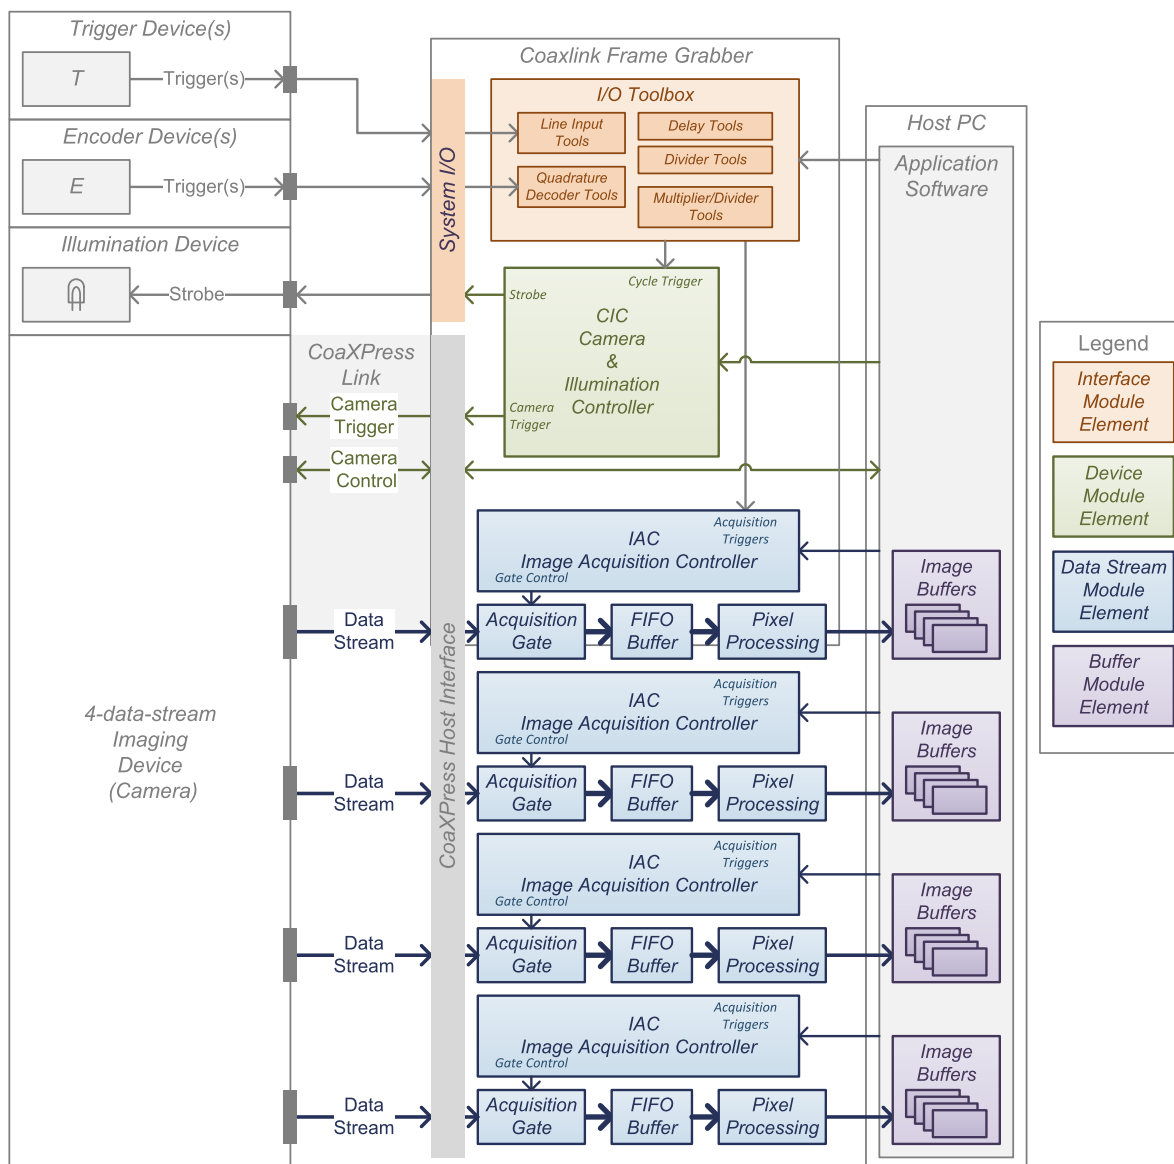 Trigger Device(s)
T
Trigger(s)
Encoder Device(s)
E
Trigger(s)
Illumination Device
Strobe
Coaxlink Frame Grabber
System I/O
I/O Toolbox
Line Input
Tools
Quadrature
Decoder Tools
Delay Tools
Divider Tools
Multiplier/Divider
Tools
Host PC
Application
Software
Cycle Trigger
Strobe
CIC
Camera
&
Illumination
Controller
Camera
Trigger
CoaXPress
Link
Camera
Trigger
Camera
Control
Legend
Interface
Module
Element
Device
Module
Element
Data Stream
Module
Element
Buffer
Module
Element
4-data-stream
Imaging
Device
(Camera)
CoaXPress Host Interface
Acquisition
Triggers
IAC
Image Acquisition Controller
Gate Control
Data
Stream
Acquisition
Gate
FIFO
Buffer
Pixel
Processing
Image
Buffers
Acquisition
Triggers
IAC
Image Acquisition Controller
Gate Control
Data
Stream
Acquisition
Gate
FIFO
Buffer
Pixel
Processing
Image
Buffers
Acquisition
Triggers
IAC
Image Acquisition Controller
Gate Control
Data
Stream
Acquisition
Gate
FIFO
Buffer
Pixel
Processing
Image
Buffers
Acquisition
Triggers
IAC
Image Acquisition Controller
Gate Control
Data
Stream
Acquisition
Gate
FIFO
Buffer
Pixel
Processing
Image
Buffers